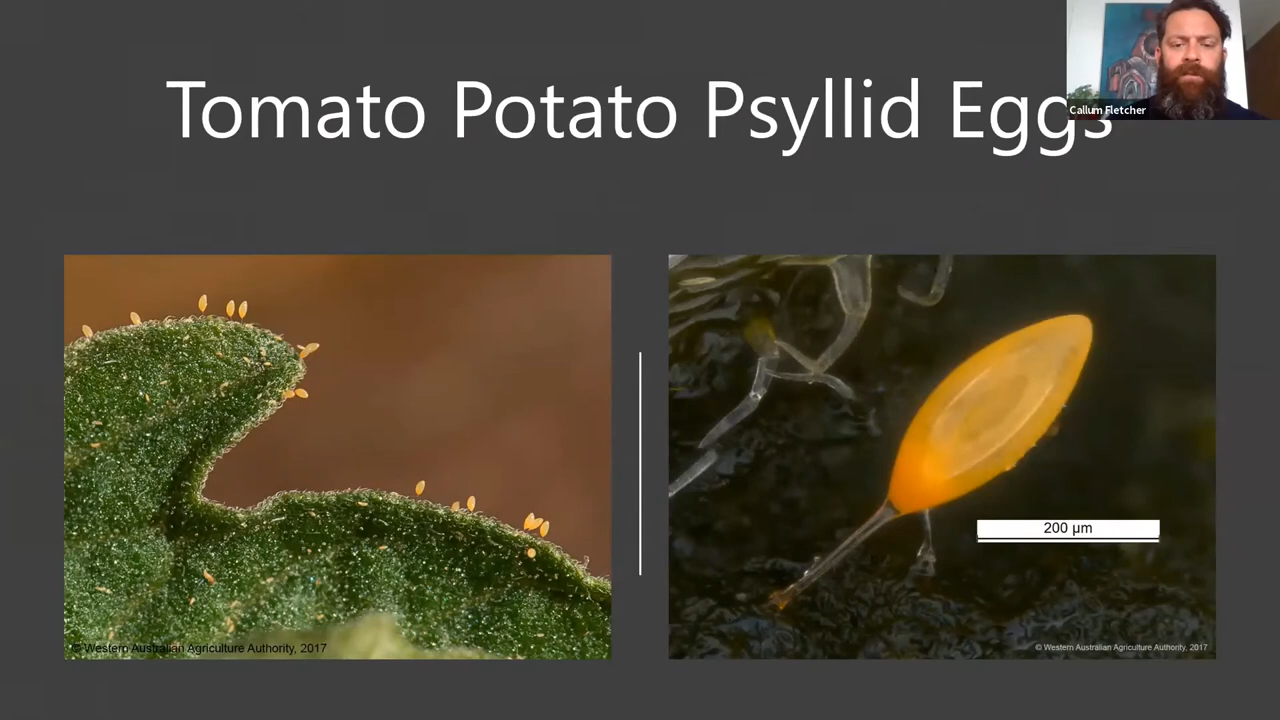 Tomato Potato Psyllid Eggs
Callum Fletcher
200 µm
© Western Australian Agriculture Authority, 2017
© Western Australian Agriculture Authority, 2017